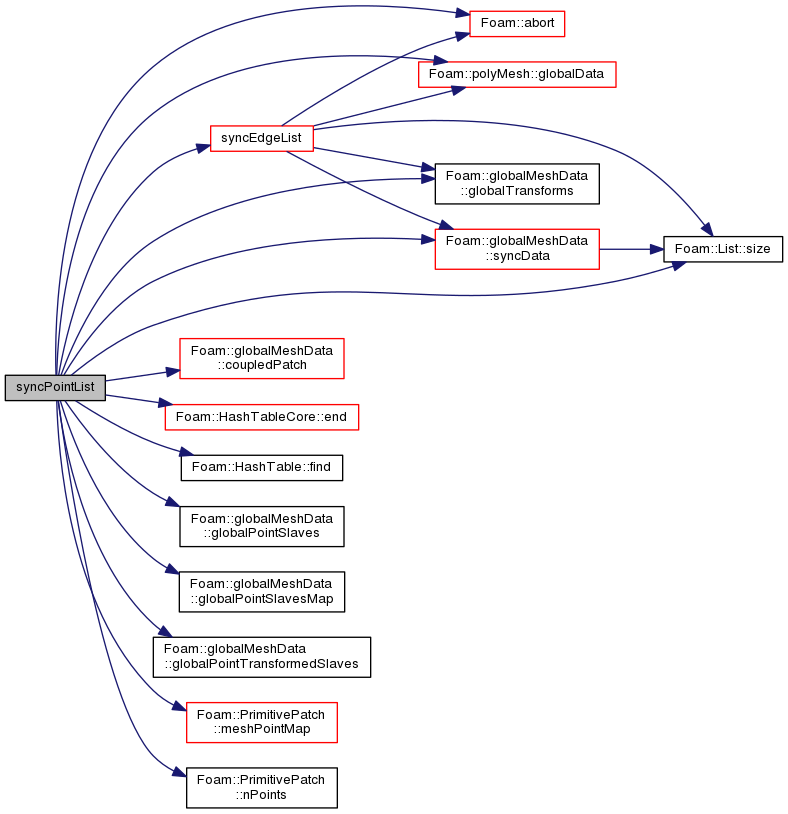 Foam::abort
Foam::polyMesh::globalData
syncEdgeList
Foam::globalMeshData
::globalTransforms
Foam::globalMeshData
::syncData
Foam::List::size
Foam::globalMeshData
::coupledPatch
syncPointList
Foam::HashTableCore::end
Foam::HashTable::find
Foam::globalMeshData
::globalPointSlaves
Foam::globalMeshData
::globalPointSlavesMap
Foam::globalMeshData
::globalPointTransformedSlaves
Foam::PrimitivePatch
::meshPointMap
Foam::PrimitivePatch
::nPoints